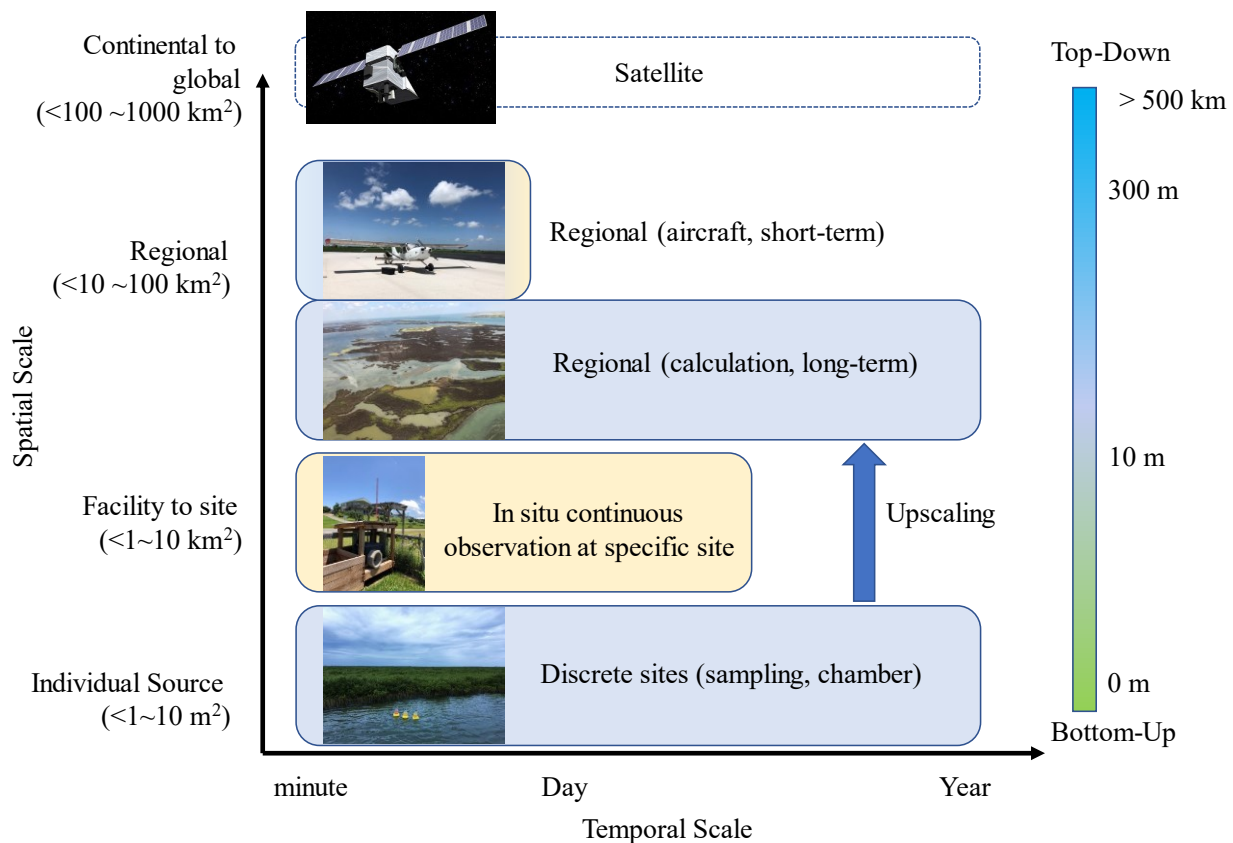 Continental to
global
(<100 ~1000 km²)
Satellite
Top-Down
> 500 km
300 m
Regional
(<10 ~100 km²)
Regional (aircraft, short-term)
Regional (calculation, long-term)
Spatial Scale
10 m
Facility to site
(<1~10 km²)
In situ continuous
observation at specific site
Upscaling
Individual Source
(<1~10 m²)
Discrete sites (sampling, chamber)
0 m
Bottom-Up
minute
Day
Year
Temporal Scale